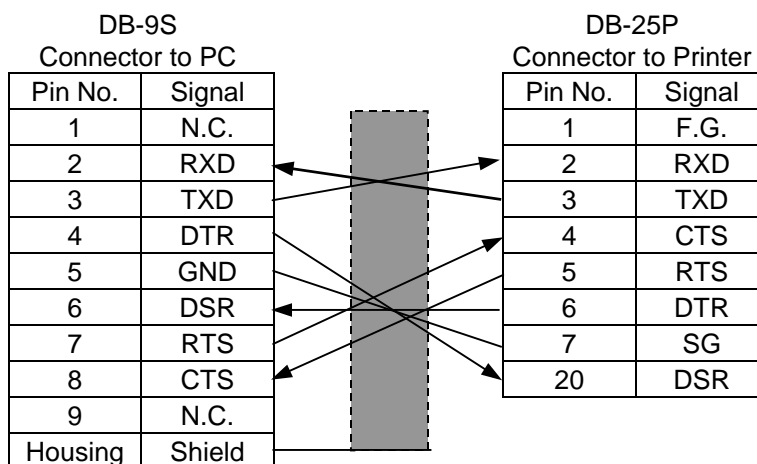 DB-9S DB-25P
Connector to PC Connector to Printer
Pin No. Signal Pin No. Signal
1 N.C. 1 F.G.
2 RXD 2 RXD
3 TXD 3 TXD
4 DTR 4 CTS
5 GND 5 RTS
6 DSR 6 DTR
7 RTS 7 SG
8 CTS 20 DSR
9 N.C.
Housing Shield